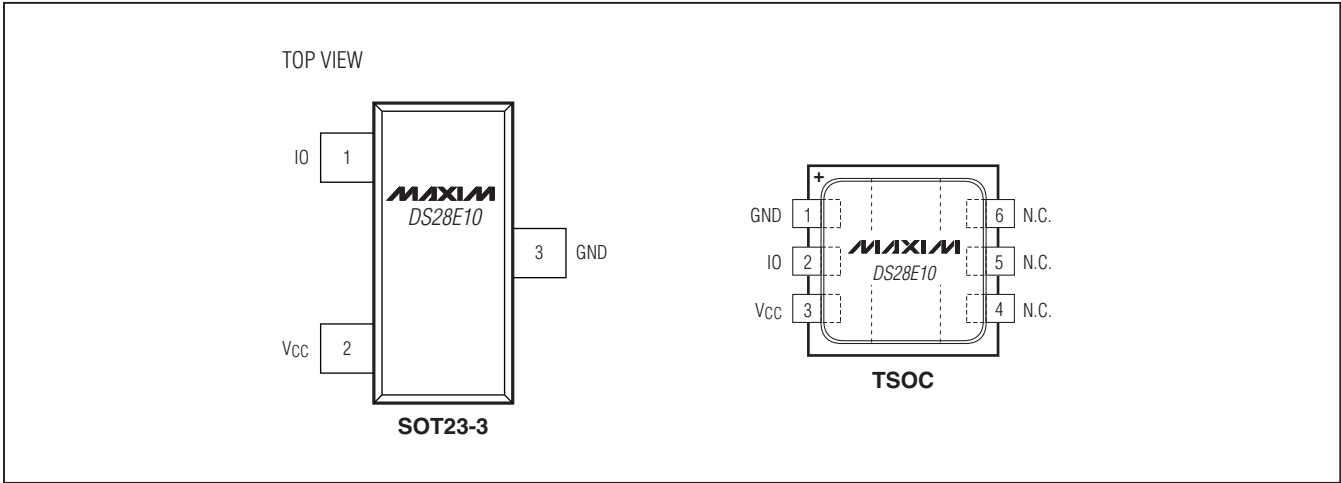 TOP VIEW
IO 1
MAXIM
DS28E10
3 GND
VCC 2
SOT23-3
+
GND 1
6 N.C.
IO 2
MAXIM
DS28E10
5 N.C.
VCC 3
4 N.C.
TSOC